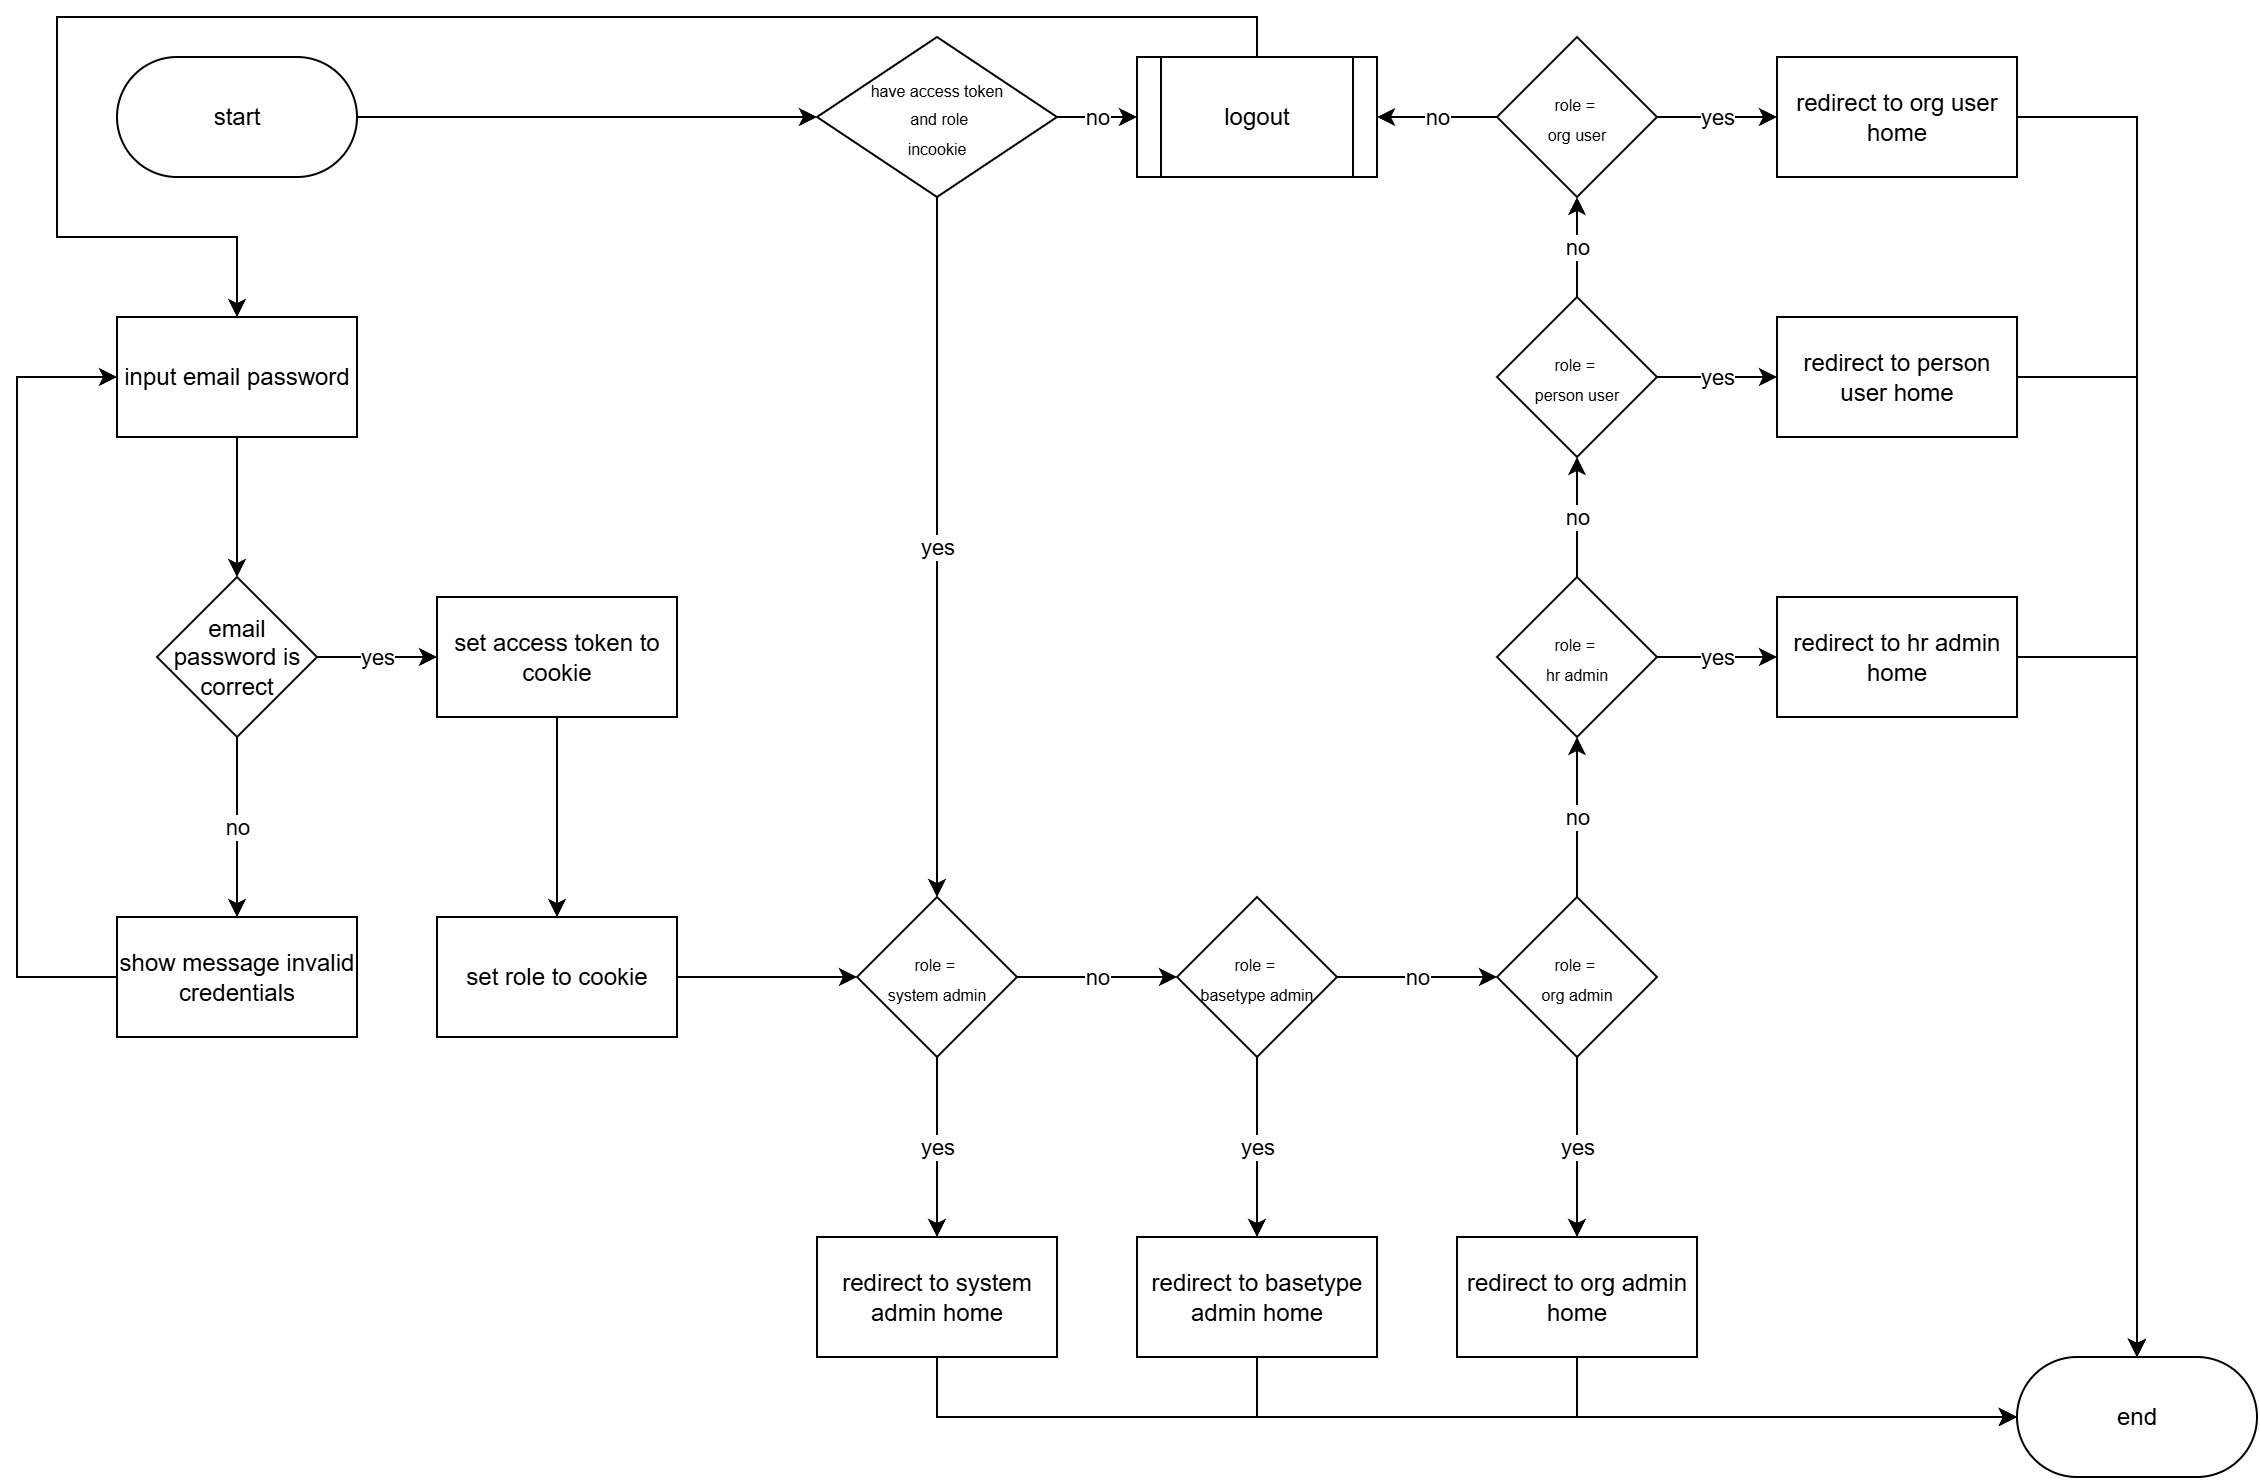 start
have access token
and role
incookie
no
logout
no
role =
org user
yes
redirect to org user
home
no
input email password
role =
person user
yes
redirect to person
user home
no
yes
email
password is
correct
yes
set access token to
cookie
role =
hr admin
yes
redirect to hr admin
home
no
no
show message invalid
credentials
set role to cookie
role =
system admin
no
role =
basetype admin
no
role =
org admin
yes
yes
yes
redirect to system
admin home
redirect to basetype
admin home
redirect to org admin
home
end